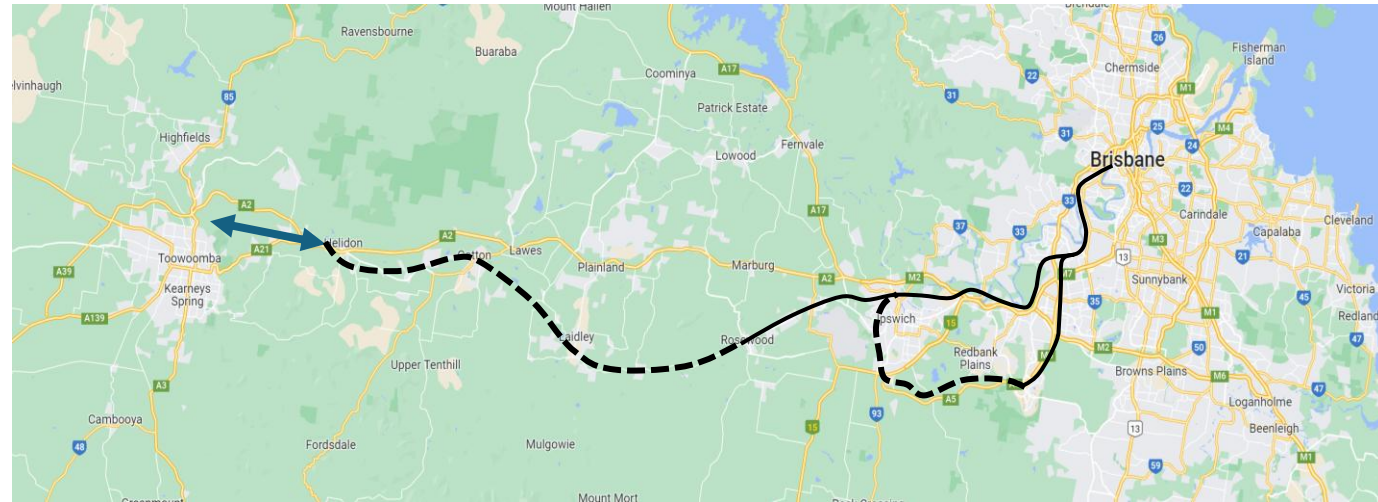 Mount Hallen
Ravensbourne
Buaraba
Coominya
A17
Patrick Estate
Lowood
Fernvale
A17
Highfields
85
A2
A2
Helidon
A21
Gatton
Lawes
Plainland
Marburg
A2
M2
Toowoomba
Kearneys
Spring
A39
A139
A3
Cambooya
48
Laidley
Rosewood
Upper Tenthill
Fordsdale
Mulgowie
Mount Mort
Ipswich
15
Redbank
Plains
A5
93
15
26
Chermside
Fisherman
Island
22
31
31
M1
25
M4
24
Brisbane
33
22
37
33
Carindale
Cleveland
Capalaba
M3
21
13
M7
Sunnybank
35
Victoria
45
Redland
M1
M2
50
47
Browns Plains
M6
Loganholme
47
Beenleigh
13
M1
59